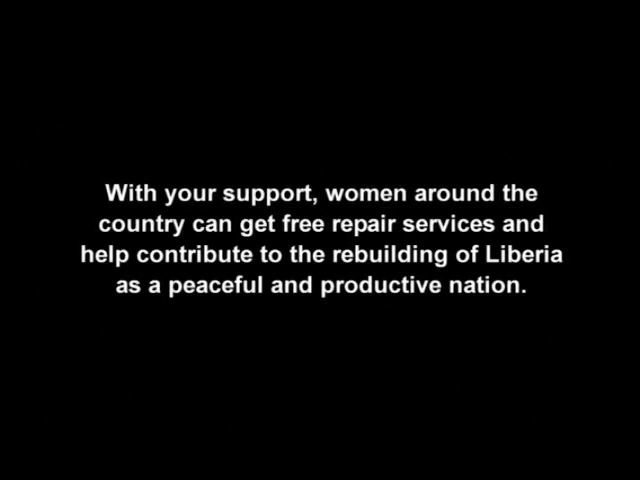 With your support, women around the
country can get free repair services and
help contribute to the rebuilding of Liberia
as a peaceful and productive nation.